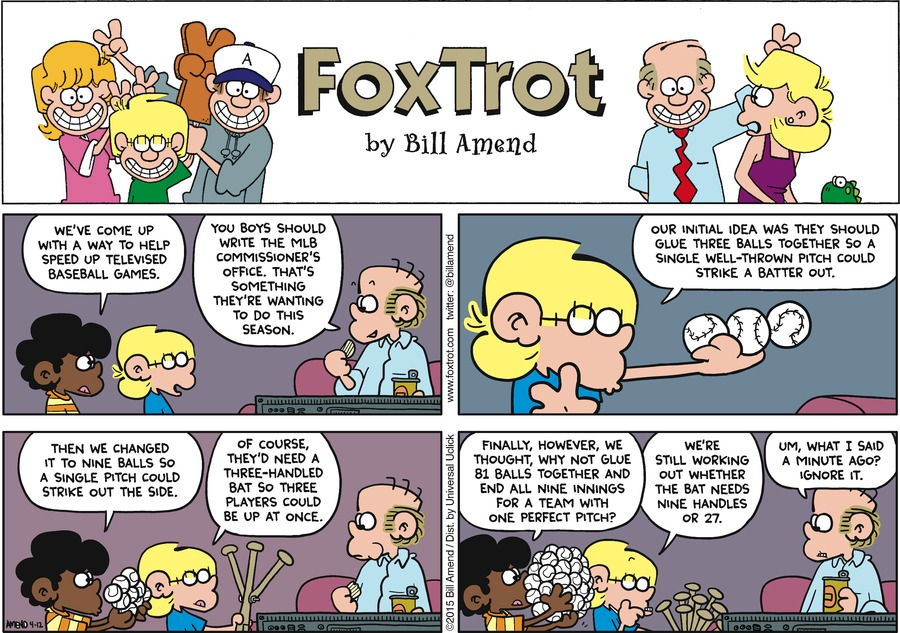 A
FoxTrot
by Bill Amend
WE'VE COME UP
WITH A WAY TO HELP
SPEED UP TELEVISED
BASEBALL GAMES.
YOU BOYS SHOULD
WRITE THE MLB
COMMISSIONER'S
OFFICE. THAT'S
SOMETHING
THEY'RE WANTING
TO DO THIS
SEASON.
www.foxtrot.com twitter: @billamend
OUR INITIAL IDEA WAS THEY SHOULD
GLUE THREE BALLS TOGETHER SO A
SINGLE WELL-THROWN PITCH COULD
STRIKE A BATTER OUT.
THEN WE CHANGED
IT TO NINE BALLS SO
A SINGLE PITCH COULD
STRIKE OUT THE SIDE.
OF COURSE,
THEY'D NEED A
THREE-HANDLED
BAT SO THREE
PLAYERS COULD
BE UP AT ONCE.
AMEND 4-12
©2015 Bill Amend / Dist. by Universal Uclick
FINALLY, HOWEVER, WE
THOUGHT, WHY NOT GLUE
81 BALLS TOGETHER AND
END ALL NINE INNINGS
FOR A TEAM WITH
ONE PERFECT PITCH?
WE'RE
STILL WORKING
OUT WHETHER
THE BAT NEEDS
NINE HANDLES
OR 27.
UM, WHAT I SAID
A MINUTE AGO?
IGNORE IT.